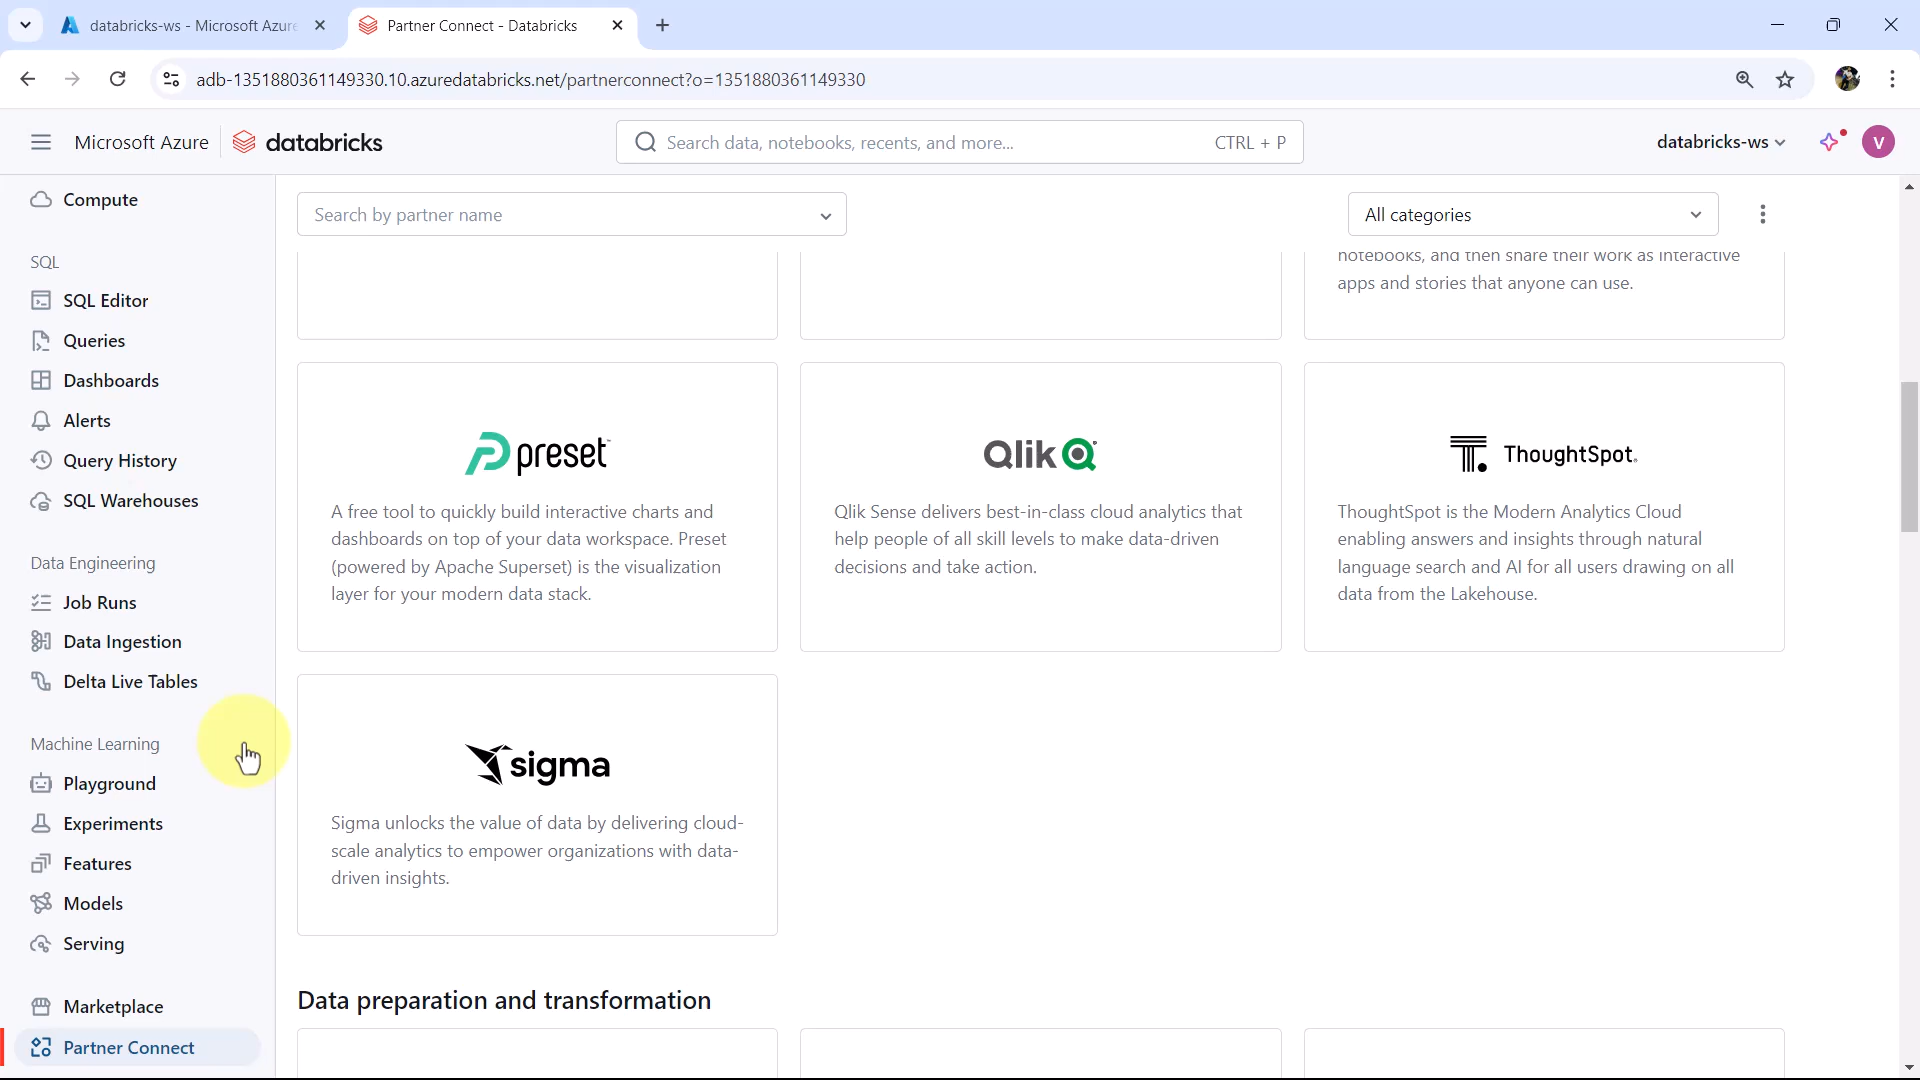 databricks-ws - Microsoft Azure
Partner Connect - Databricks
adb-1351880361149330.10.azuredatabricks.net/partnerconnect?o=1351880361149330
Microsoft Azure
databricks
Search data, notebooks, recents, and more...
CTRL + P
databricks-ws
V
Compute
SQL
SQL Editor
Queries
Dashboards
Alerts
Query History
SQL Warehouses
Data Engineering
Job Runs
Data Ingestion
Delta Live Tables
Machine Learning
Playground
Experiments
Features
Models
Serving
Marketplace
Partner Connect
Search by partner name
All categories
notebooks, and then share their work as interactive
apps and stories that anyone can use.
preset
A free tool to quickly build interactive charts and
dashboards on top of your data workspace. Preset
(powered by Apache Superset) is the visualization
layer for your modern data stack.
Qlik
Qlik Sense delivers best-in-class cloud analytics that
help people of all skill levels to make data-driven
decisions and take action.
ThoughtSpot.
ThoughtSpot is the Modern Analytics Cloud
enabling answers and insights through natural
language search and AI for all users drawing on all
data from the Lakehouse.
sigma
Sigma unlocks the value of data by delivering cloud-
scale analytics to empower organizations with data-
driven insights.
Data preparation and transformation